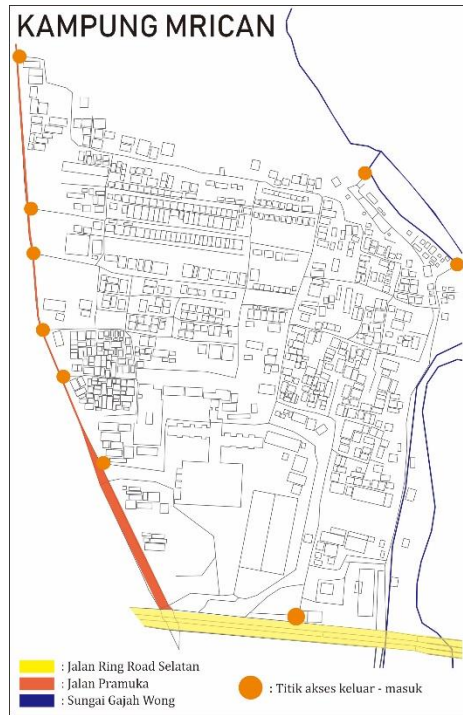 KAMPUNG MRICAN
: Jalan Ring Road Selatan
: Jalan Pramuka
: Sungai Gajah Wong
: Titik akses keluar - masuk